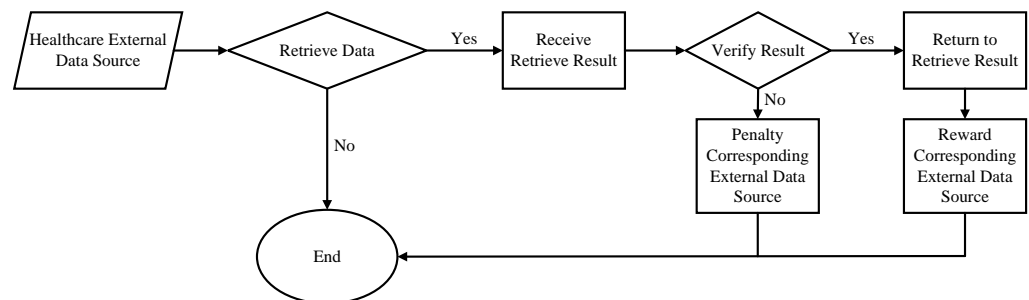 Healthcare External
Data Source
Retrieve Data
Yes
Receive
Retrieve Result
Verify Result
Yes
Return to
Retrieve Result
No
No
Penalty
Corresponding
External Data
Source
Reward
Corresponding
External Data
Source
End